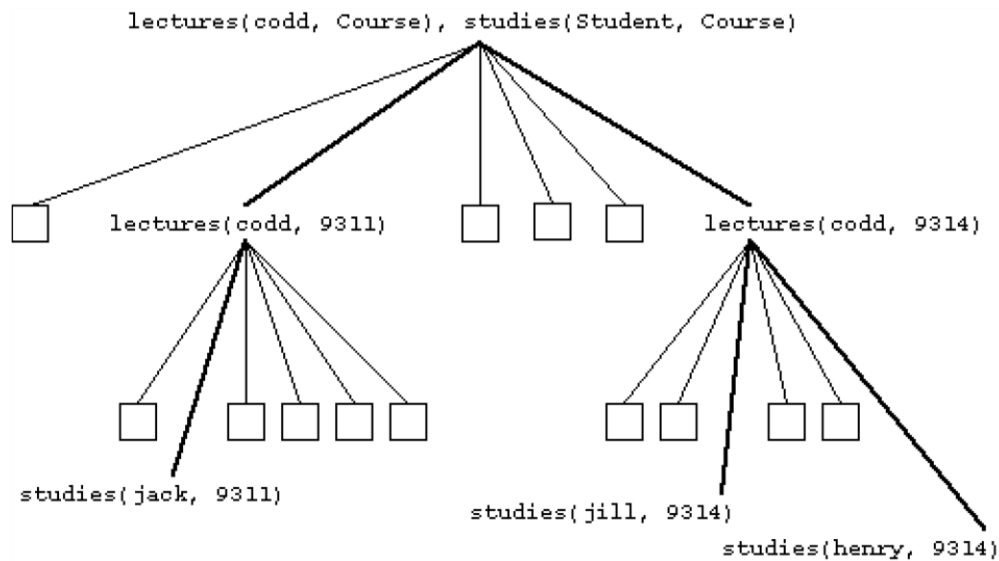 lectures(codd, Course), studies(Student, Course)
lectures(codd, 9311)
lectures(codd, 9314)
studies(jack, 9311)
studies(jill, 9314)
studies(henry, 9314)